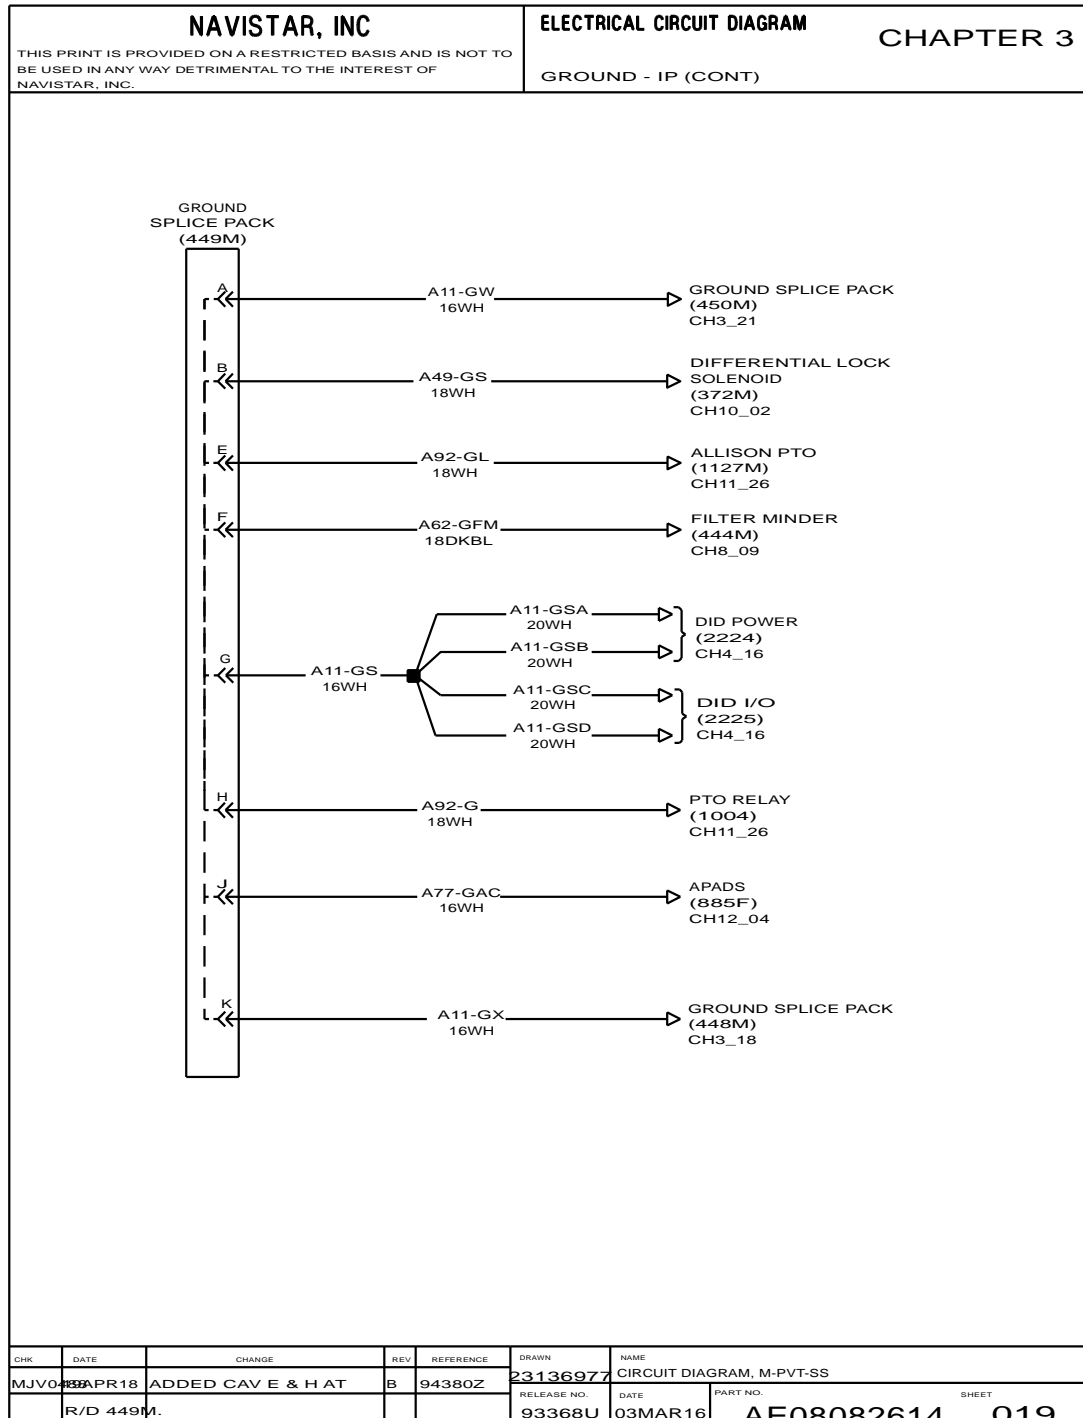 NAVISTAR, INC
THIS PRINT IS PROVIDED ON A RESTRICTED BASIS AND IS NOT TO
BE USED IN ANY WAY DETRIMENTAL TO THE INTEREST OF
NAVISTAR, INC.
ELECTRICAL CIRCUIT DIAGRAM
CHAPTER 3
GROUND - IP (CONT)
GROUND
SPLICE PACK
(449M)
A
A11-GW
16WH
GROUND SPLICE PACK
(450M)
CH3_21
B
A49-GS
18WH
DIFFERENTIAL LOCK
SOLENOID
(372M)
CH10_02
E
A92-GL
18WH
ALLISON PTO
(1127M)
CH11_26
F
A62-GFM
18DKBL
FILTER MINDER
(444M)
CH8_09
G
A11-GS
16WH
A11-GSA
20WH
A11-GSB
20WH
DID POWER
(2224)
CH4_16
A11-GSC
20WH
A11-GSD
20WH
DID I/O
(2225)
CH4_16
H
A92-G
18WH
PTO RELAY
(1004)
CH11_26
J
A77-GAC
16WH
APADS
(885F)
CH12_04
K
A11-GX
16WH
GROUND SPLICE PACK
(448M)
CH3_18
CHK DATE CHANGE REV REFERENCE
APR18 ADDED CAV E & H AT B 94380Z
R/D 449M.
DRAWN
23136977
NAME
CIRCUIT DIAGRAM, M-PVT-SS
RELEASE NO.
93368U
DATE
03MAR16
PART NO.
AE08082614
SHEET
019